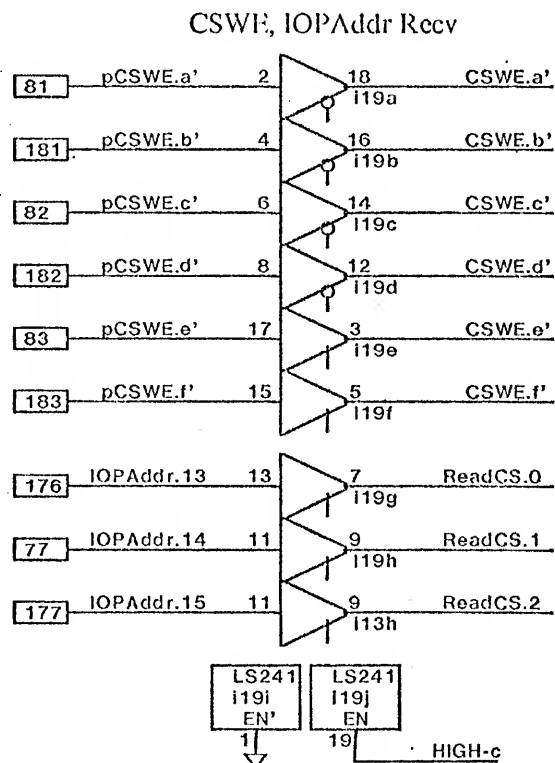 CSWE, IOPAddr Recv
81 pCSWE.a' 2 18 CSWE.a'
i19a
181 pCSWE.b' 4 16 CSWE.b'
i19b
82 pCSWE.c' 6 14 CSWE.c'
i19c
182 pCSWE.d' 8 12 CSWE.d'
i19d
83 pCSWE.e' 17 3 CSWE.e'
i19e
183 pCSWE.f' 15 5 CSWE.f'
i19f
176 IOPAddr.13 13 7 ReadCS.0
i19g
77 IOPAddr.14 11 9 ReadCS.1
i19h
177 IOPAddr.15 11 9 ReadCS.2
i13h
LS241 LS241
i19i i19j
EN' EN
1 19 HIGH-c